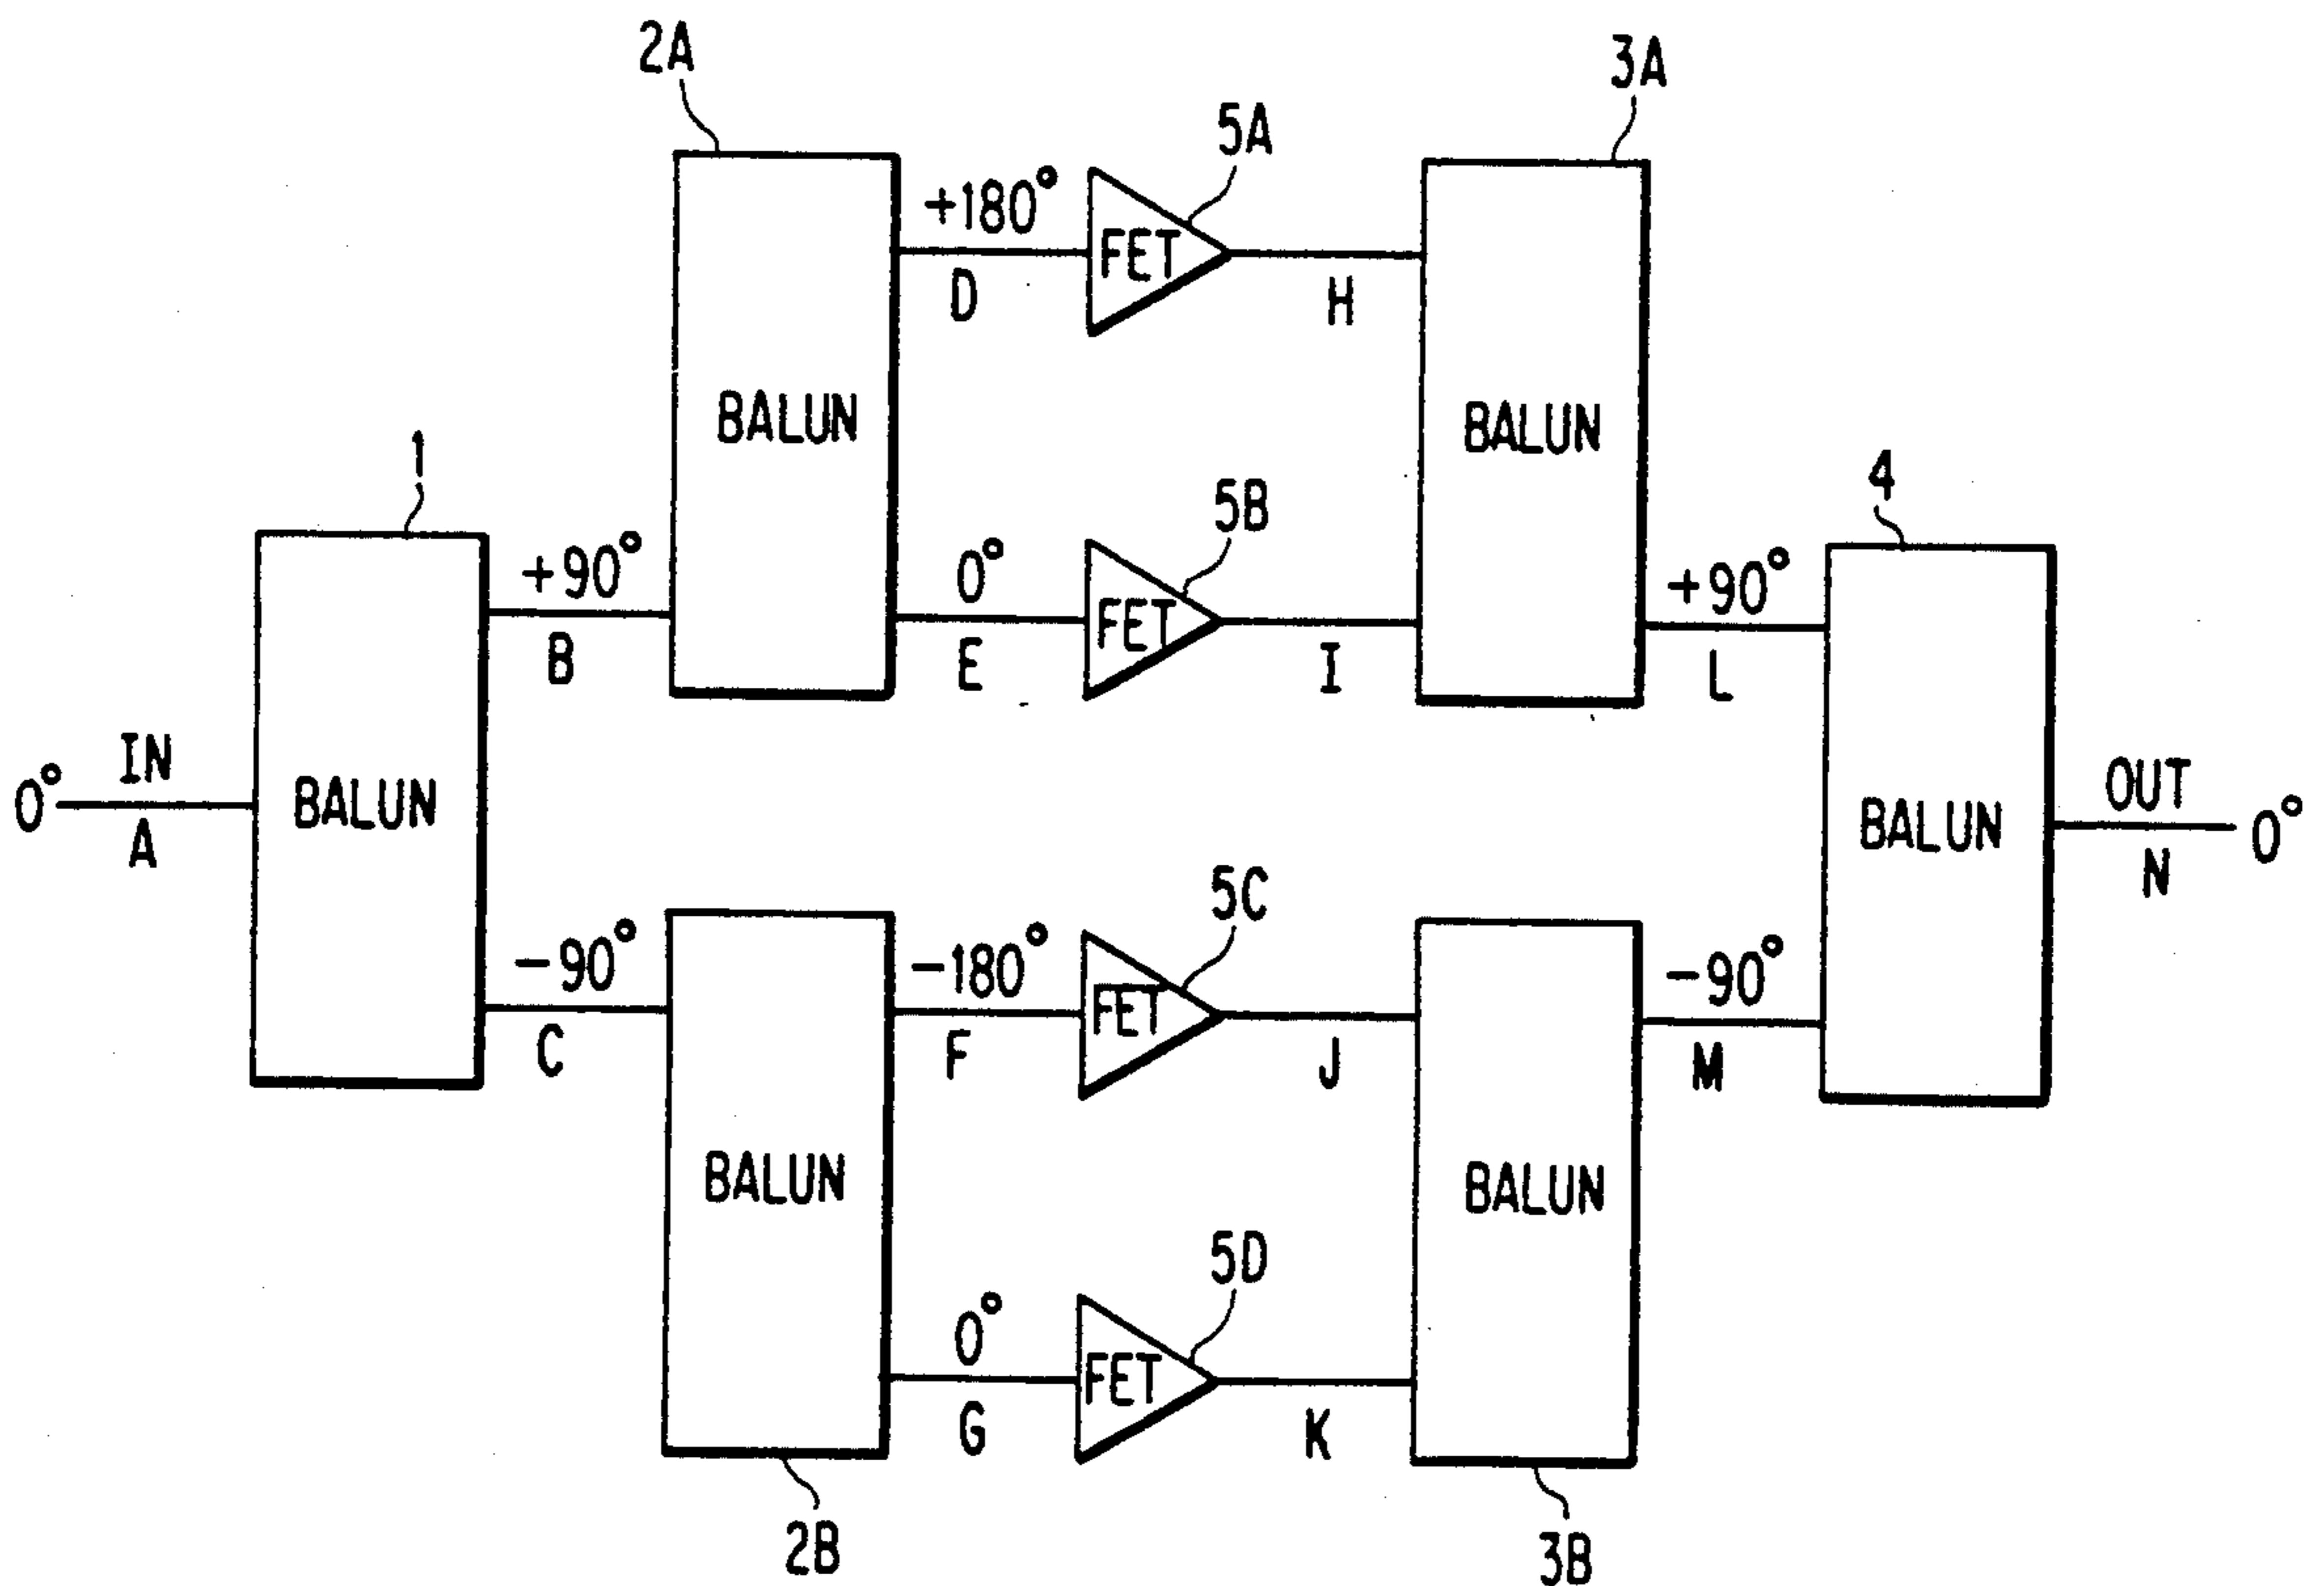 2A
3A
5A
+180°
FET
D
H
BALUN
BALUN
1
5B
4
+90°
0°
FET
+90°
B
E
I
L
IN
0°
BALUN
A
OUT
BALUN
0°
N
5C
-90°
-180°
FET
-90°
C
F
J
M
BALUN
BALUN
5D
0°
FET
G
K
2B
3B